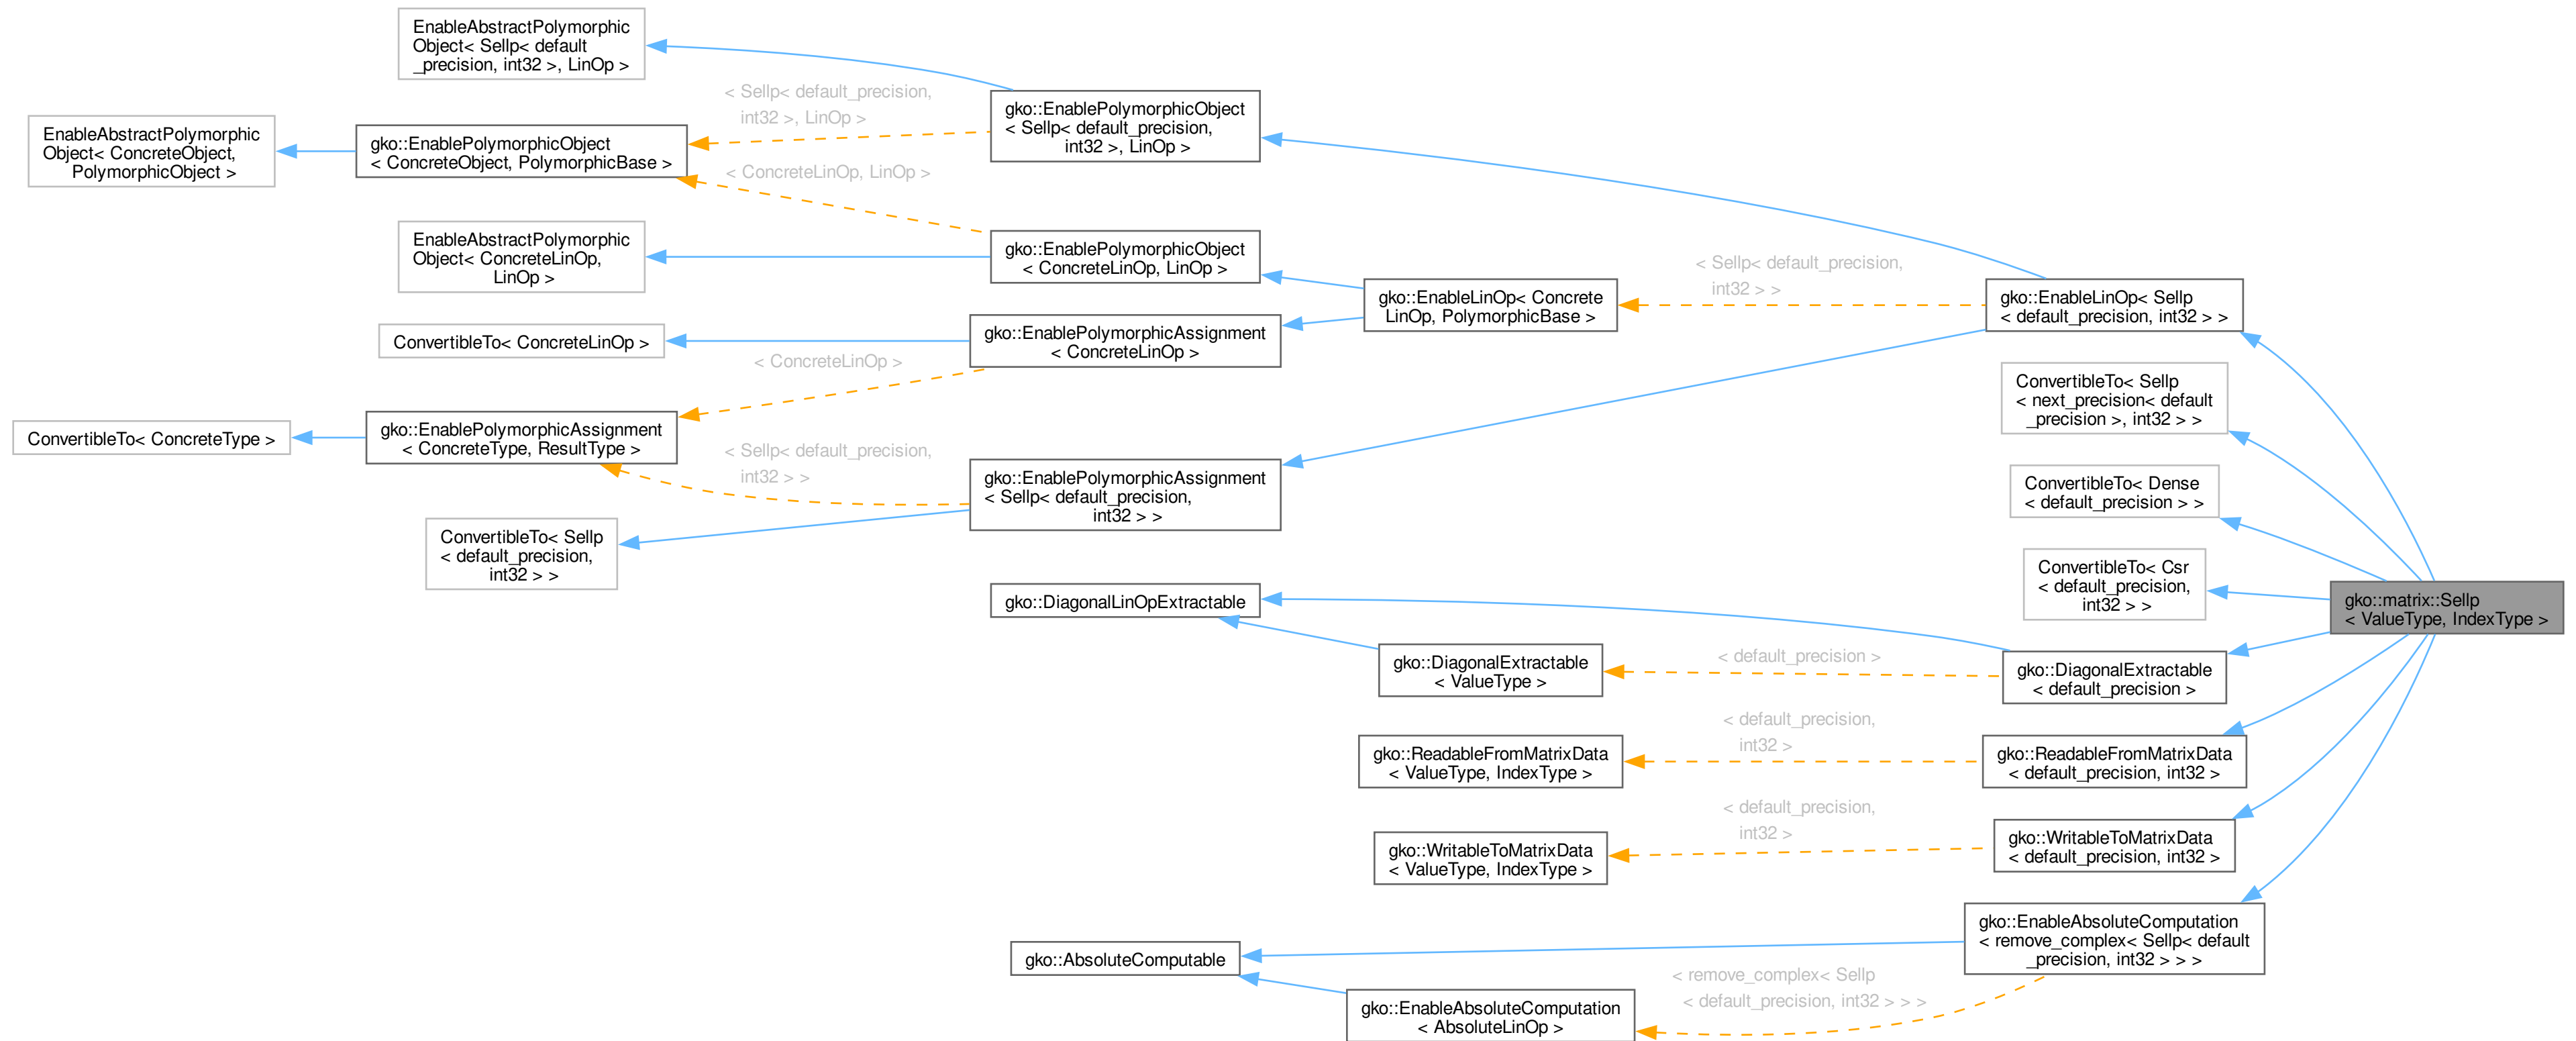 EnableAbstractPolymorphic
Object< Sellp< default
_precision, int32 >, LinOp >
EnableAbstractPolymorphic
Object< ConcreteObject,
PolymorphicObject >
gko::EnablePolymorphicObject
< ConcreteObject, PolymorphicBase >
< Sellp< default_precision,
int32 >, LinOp >
< ConcreteLinOp, LinOp >
gko::EnablePolymorphicObject
< Sellp< default_precision,
int32 >, LinOp >
EnableAbstractPolymorphic
Object< ConcreteLinOp,
LinOp >
gko::EnablePolymorphicObject
< ConcreteLinOp, LinOp >
ConvertibleTo< ConcreteLinOp >
gko::EnablePolymorphicAssignment
< ConcreteLinOp >
gko::EnableLinOp< Concrete
LinOp, PolymorphicBase >
< Sellp< default_precision,
int32 > >
gko::EnableLinOp< Sellp
< default_precision, int32 > >
< ConcreteLinOp >
ConvertibleTo< ConcreteType >
gko::EnablePolymorphicAssignment
< ConcreteType, ResultType >
< Sellp< default_precision,
int32 > >
gko::EnablePolymorphicAssignment
< Sellp< default_precision,
int32 > >
ConvertibleTo< Sellp
< default_precision,
int32 > >
ConvertibleTo< Sellp
< next_precision< default
_precision >, int32 > >
ConvertibleTo< Dense
< default_precision > >
ConvertibleTo< Csr
< default_precision,
int32 > >
gko::matrix::Sellp
< ValueType, IndexType >
gko::DiagonalLinOpExtractable
gko::DiagonalExtractable
< ValueType >
< default_precision >
gko::DiagonalExtractable
< default_precision >
gko::ReadableFromMatrixData
< ValueType, IndexType >
< default_precision,
int32 >
gko::ReadableFromMatrixData
< default_precision, int32 >
gko::WritableToMatrixData
< ValueType, IndexType >
< default_precision,
int32 >
gko::WritableToMatrixData
< default_precision, int32 >
gko::AbsoluteComputable
gko::EnableAbsoluteComputation
< AbsoluteLinOp >
< remove_complex< Sellp
< default_precision, int32 > > >
gko::EnableAbsoluteComputation
< remove_complex< Sellp< default
_precision, int32 > > >